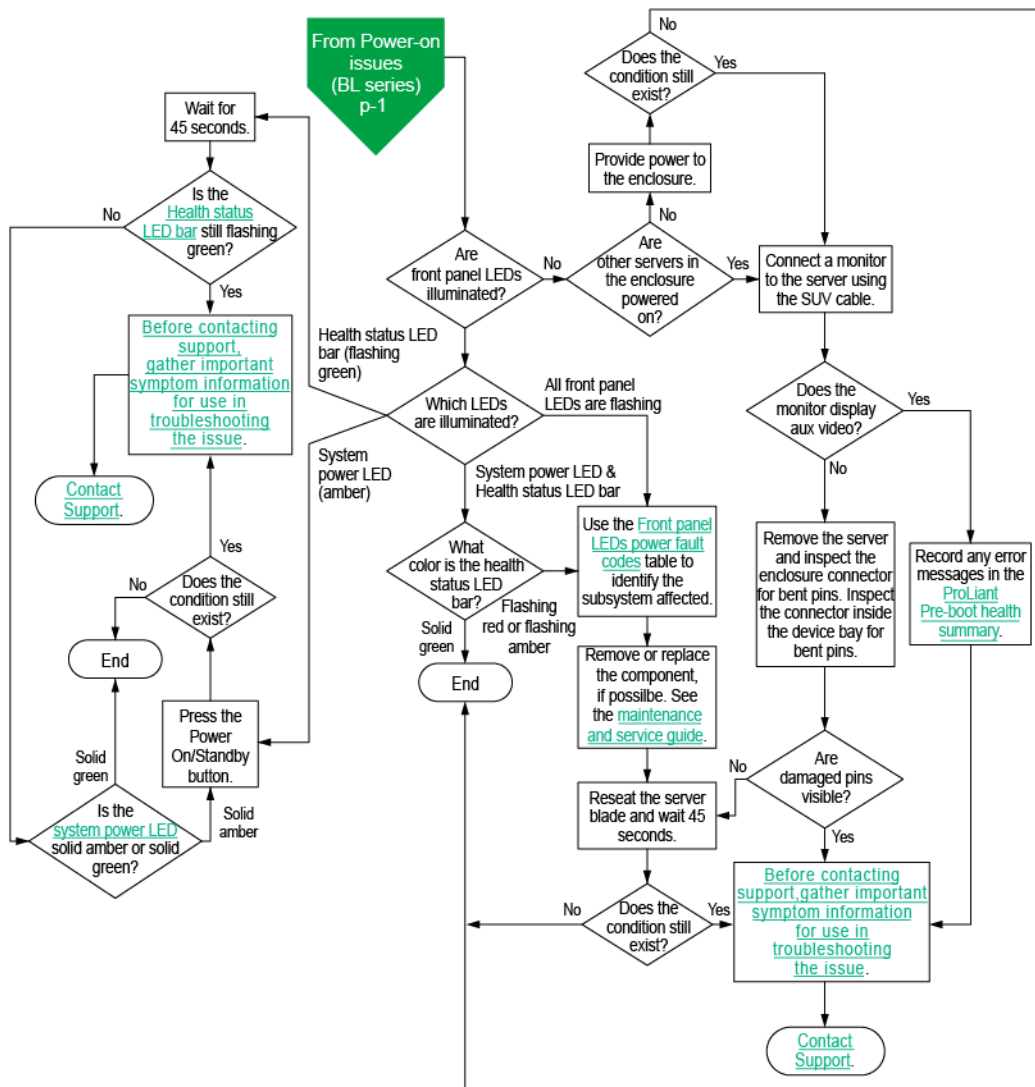 From Power-on
issues
(BL series)
p-1
No
Does the
condition still
exist?
Yes
Wait for
45 seconds.
Provide power to
the enclosure.
No
Is the
Health status
LED bar still flashing
green?
No
Yes
Are
front panel LEDs
illuminated?
No
Are
other servers in
the enclosure
powered
on?
Yes
Connect a monitor
to the server using
the SUV cable.
Before contacting
support,
gather important
symptom information
for use in
troubleshooting
the issue.
Health status LED
bar (flashing
green)
Which LEDs
are illuminated?
All front panel
LEDs are flashing
Does the
monitor display
aux video?
Yes
No
System
power LED
(amber)
System power LED &
Health status LED bar
Contact
Support.
What
color is the health
status LED
bar?
Flashing
red or flashing
amber
Solid
green
Use the Front panel
LEDs power fault
codes table to
identify the
subsystem affected.
Remove the server
and inspect the
enclosure connector
for bent pins. Inspect
the connector inside
the device bay for
bent pins.
Record any error
messages in the
ProLiant
Pre-boot health
summary.
Yes
No
Does the
condition still
exist?
End
End
Remove or replace
the component,
if possilbe. See
the maintenance
and service guide.
Press the
Power
On/Standby
button.
Solid
green
Solid
amber
Is the
system power LED
solid amber or solid
green?
No
Are
damaged pins
visible?
Yes
Reseat the server
blade and wait 45
seconds.
No
Does the
condition still
exist?
Yes
Before contacting
support,gather important
symptom information
for use in
troubleshooting
the issue.
Contact
Support.